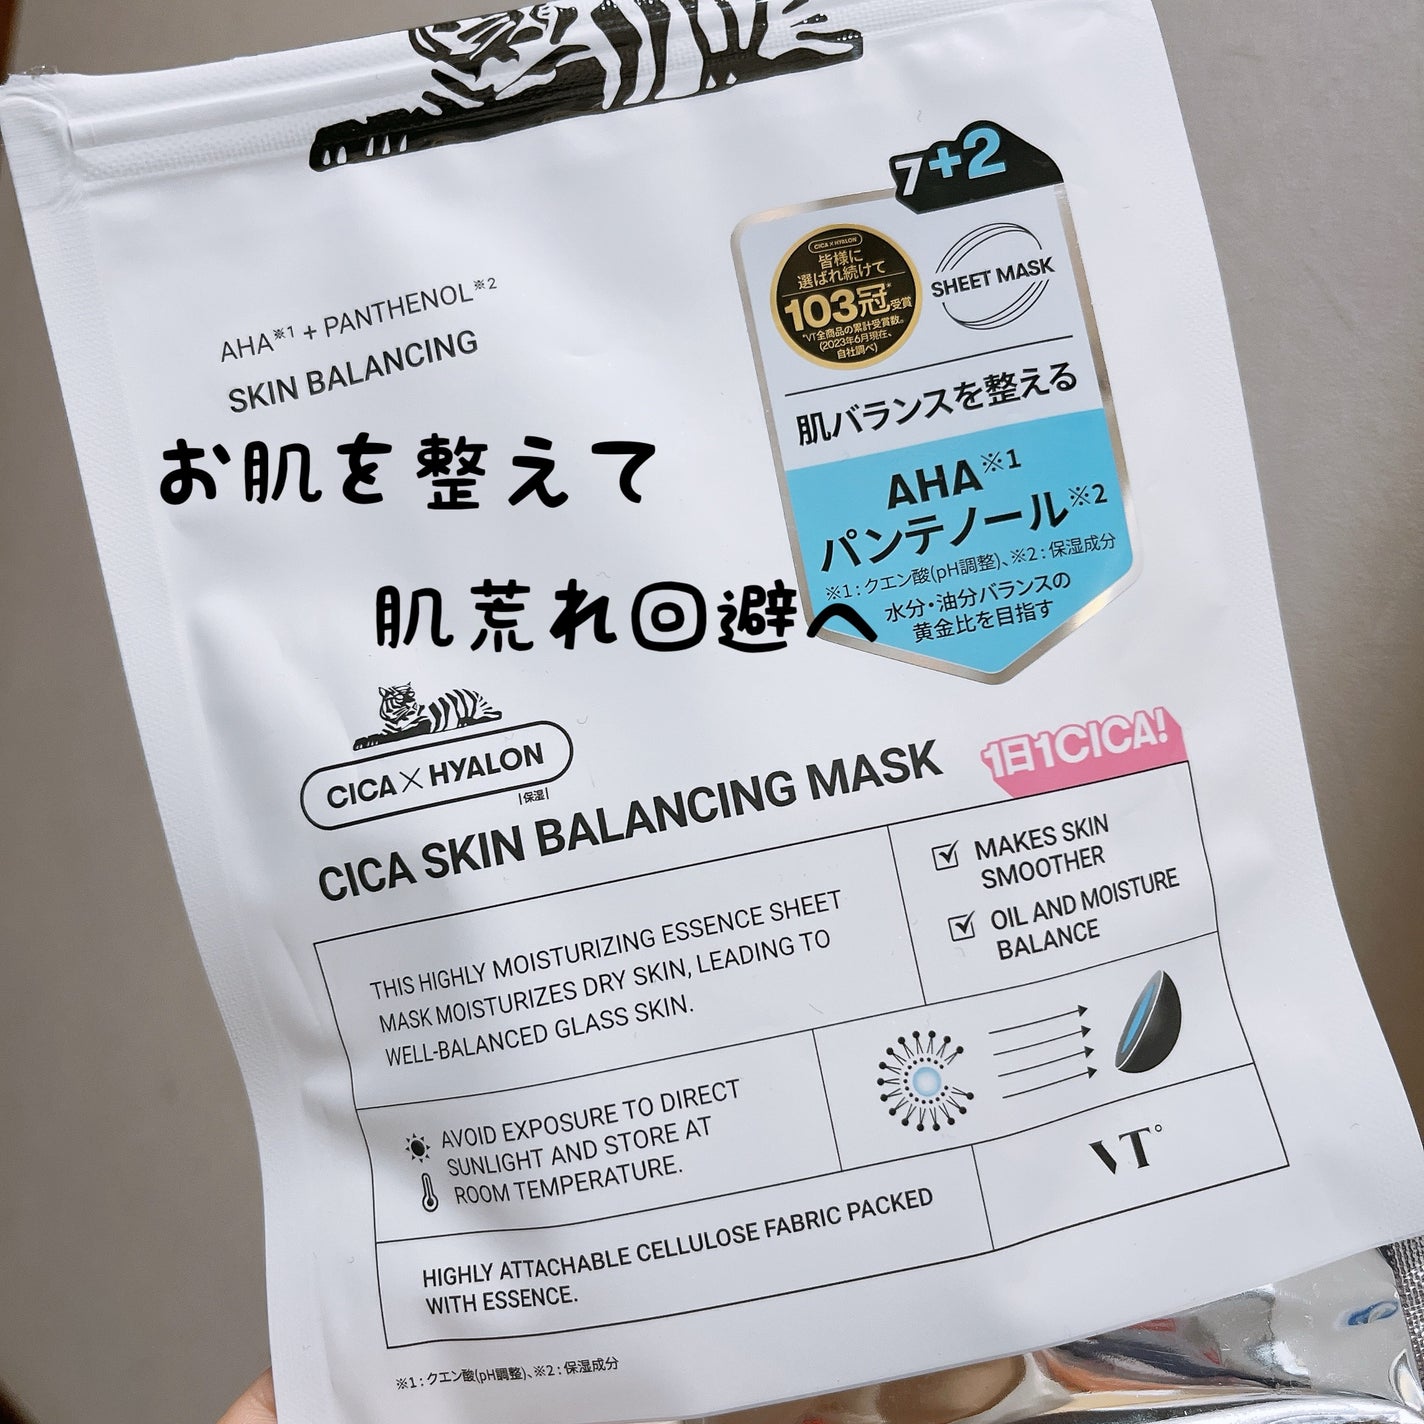 7+2
CICA×HYALON
皆様に
選ばれ続けて
103冠*受賞
*VT全商品の累計受賞数。
(2023年6月現在、
自社調べ)
SHEET MASK
肌バランスを整える
AHA※1
パンテノール※2
※1:クエン酸(pH調整)、※2:保湿成分
水分・油分バランスの
黄金比を目指す
AHA※1 + PANTHENOL※2
SKIN BALANCING
お肌を整えて
肌荒れ回避へ
CICA×HYALON
|保湿|
CICA SKIN BALANCING MASK
1日1CICA!
THIS HIGHLY MOISTURIZING ESSENCE SHEET
MASK MOISTURIZES DRY SKIN, LEADING TO
WELL-BALANCED GLASS SKIN.
MAKES SKIN
SMOOTHER
OIL AND MOISTURE
BALANCE
AVOID EXPOSURE TO DIRECT
SUNLIGHT AND STORE AT
ROOM TEMPERATURE.
HIGHLY ATTACHABLE CELLULOSE FABRIC PACKED
WITH ESSENCE.
VT°
※1:クエン酸(pH調整)、※2:保湿成分